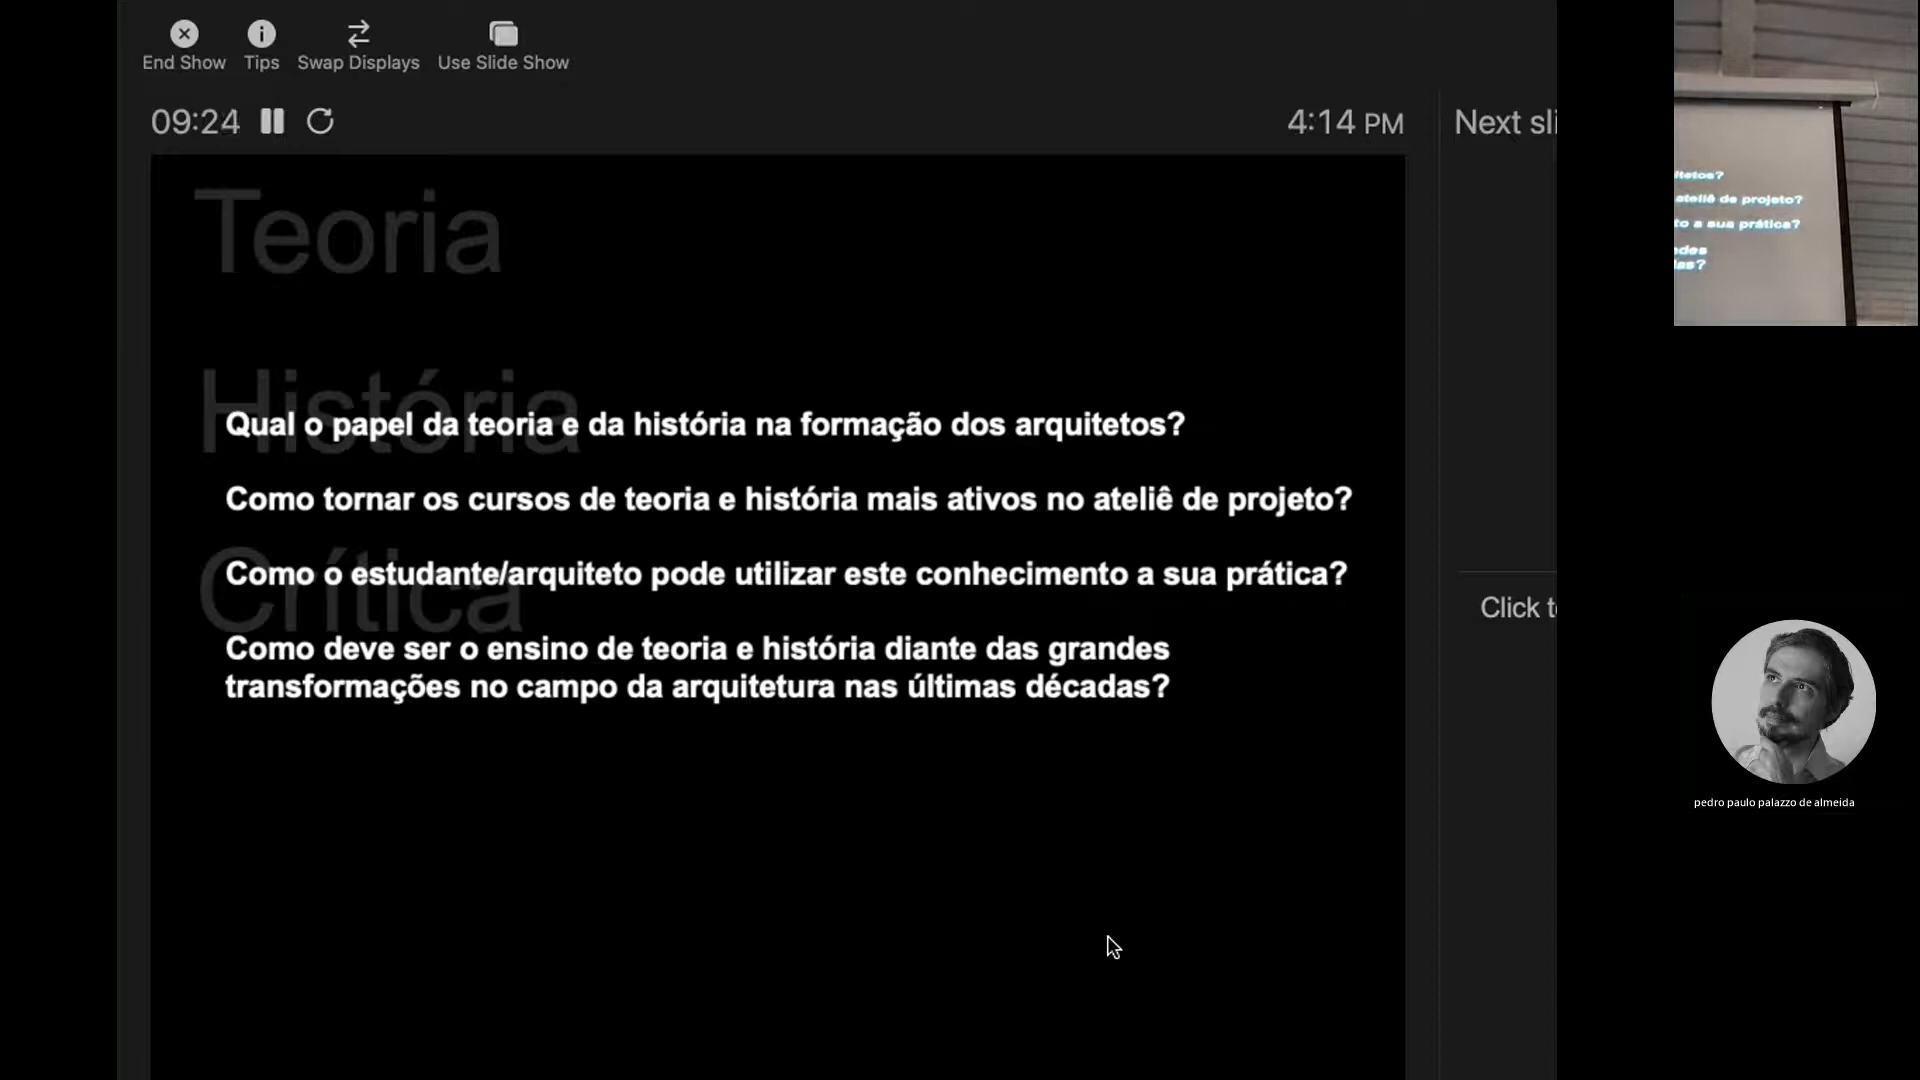 End Show
Tips
Swap Displays
Use Slide Show
09:24
4:14 PM
Next sli
Teoria
História
Qual o papel da teoria e da história na formação dos arquitetos?
Como tornar os cursos de teoria e história mais ativos no ateliê de projeto?
Crítica
Como o estudante/arquiteto pode utilizar este conhecimento a sua prática?
Como deve ser o ensino de teoria e história diante das grandes
transformações no campo da arquitetura nas últimas décadas?
Click t
itetos?
ateliê de projeto?
to a sua prática?
ndes
das?
pedro paulo palazzo de almeida